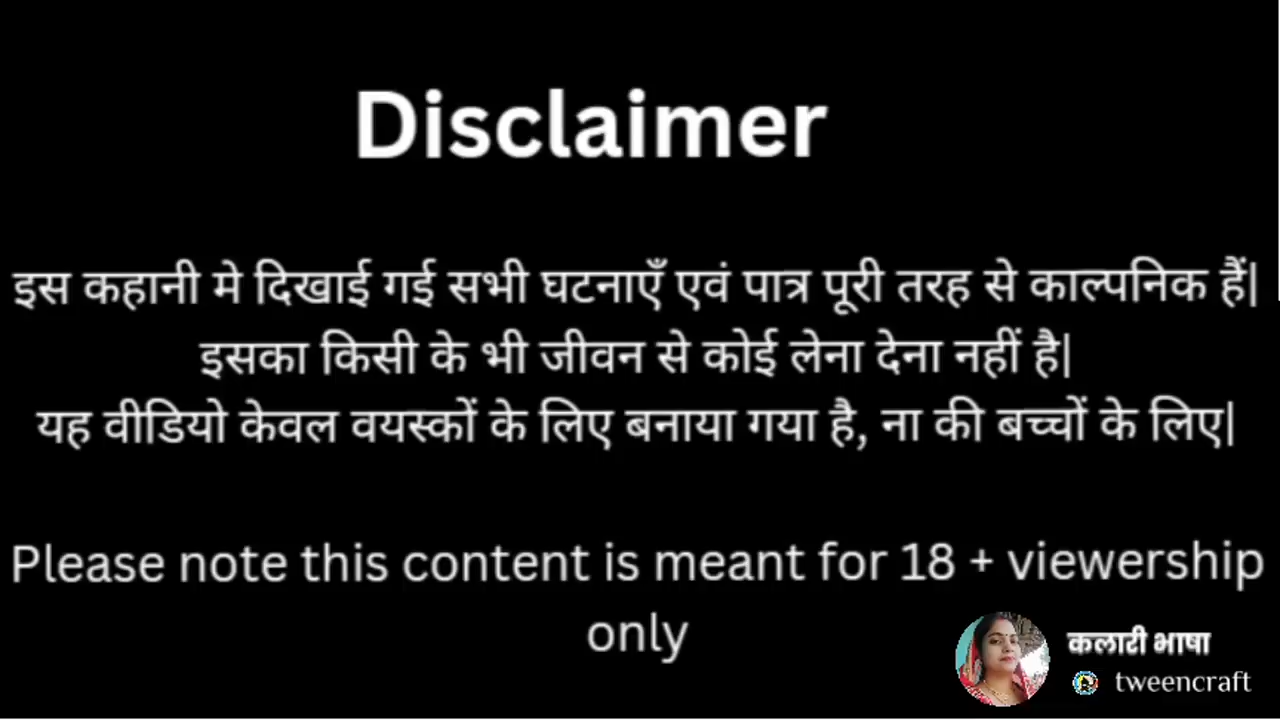 Disclaimer
इस कहानी मे दिखाई गई सभी घटनाएँ एवं पात्र पूरी तरह से काल्पनिक हैं|
इसका किसी के भी जीवन से कोई लेना देना नहीं है|
यह वीडियो केवल वयस्कों के लिए बनाया गया है, ना की बच्चों के लिए|
Please note this content is meant for 18 + viewership
only
कलारी भाषा
tweencraft